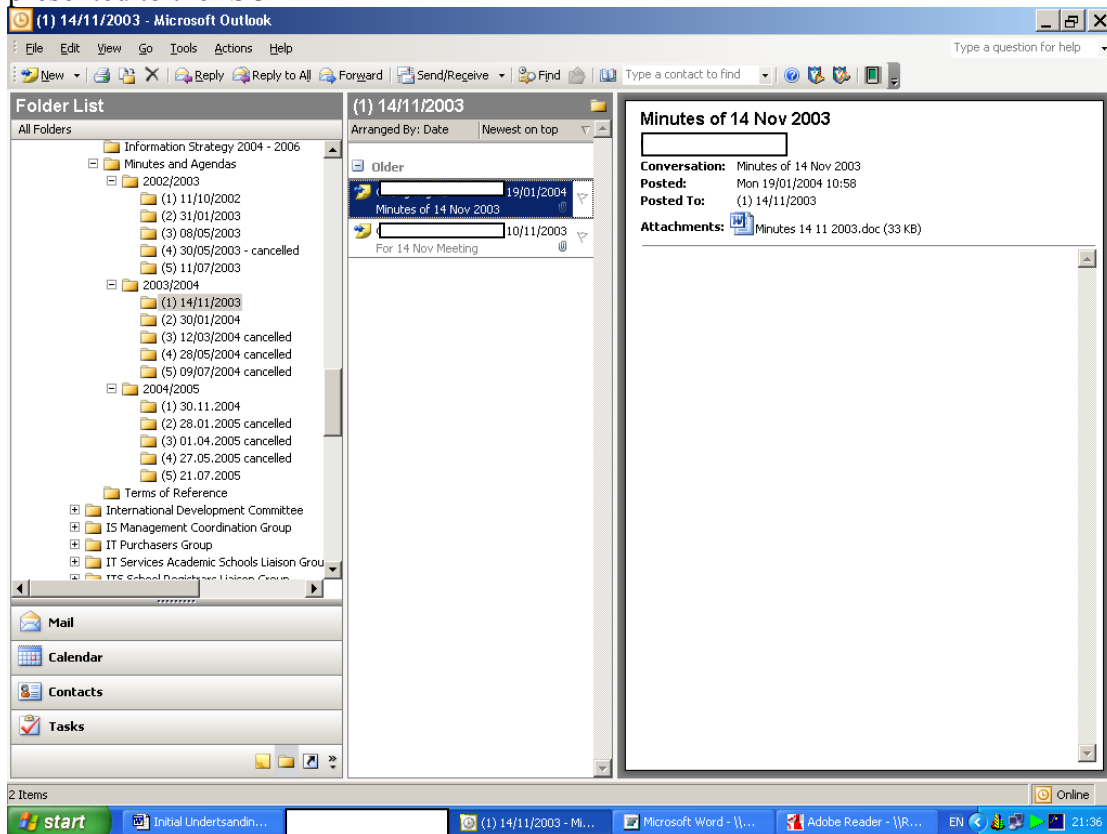 (1) 14/11/2003 - Microsoft Outlook
File Edit View Go Tools Actions Help
Type a question for help
New Reply Reply to All Forward Send/Receive Find Type a contact to find
Folder List
All Folders
Information Strategy 2004 - 2006
Minutes and Agendas
2002/2003
(1) 11/10/2002
(2) 31/01/2003
(3) 08/05/2003
(4) 30/05/2003 - cancelled
(5) 11/07/2003
2003/2004
(1) 14/11/2003
(2) 30/01/2004
(3) 12/03/2004 cancelled
(4) 28/05/2004 cancelled
(5) 09/07/2004 cancelled
2004/2005
(1) 30.11.2004
(2) 28.01.2005 cancelled
(3) 01.04.2005 cancelled
(4) 27.05.2005 cancelled
(5) 21.07.2005
Terms of Reference
International Development Committee
IS Management Coordination Group
IT Purchasers Group
IT Services Academic Schools Liaison Grou
Mail
Calendar
Contacts
Tasks
(1) 14/11/2003
Arranged By: Date Newest on top
Older
19/01/2004
Minutes of 14 Nov 2003
10/11/2003
For 14 Nov Meeting
Minutes of 14 Nov 2003
Conversation: Minutes of 14 Nov 2003
Posted: Mon 19/01/2004 10:58
Posted To: (1) 14/11/2003
Attachments: Minutes 14 11 2003.doc (33 KB)
2 Items
Online
start
Initial Undertsandin...
(1) 14/11/2003 - Mi...
Microsoft Word - \\...
Adobe Reader - \\R...
EN
21:36